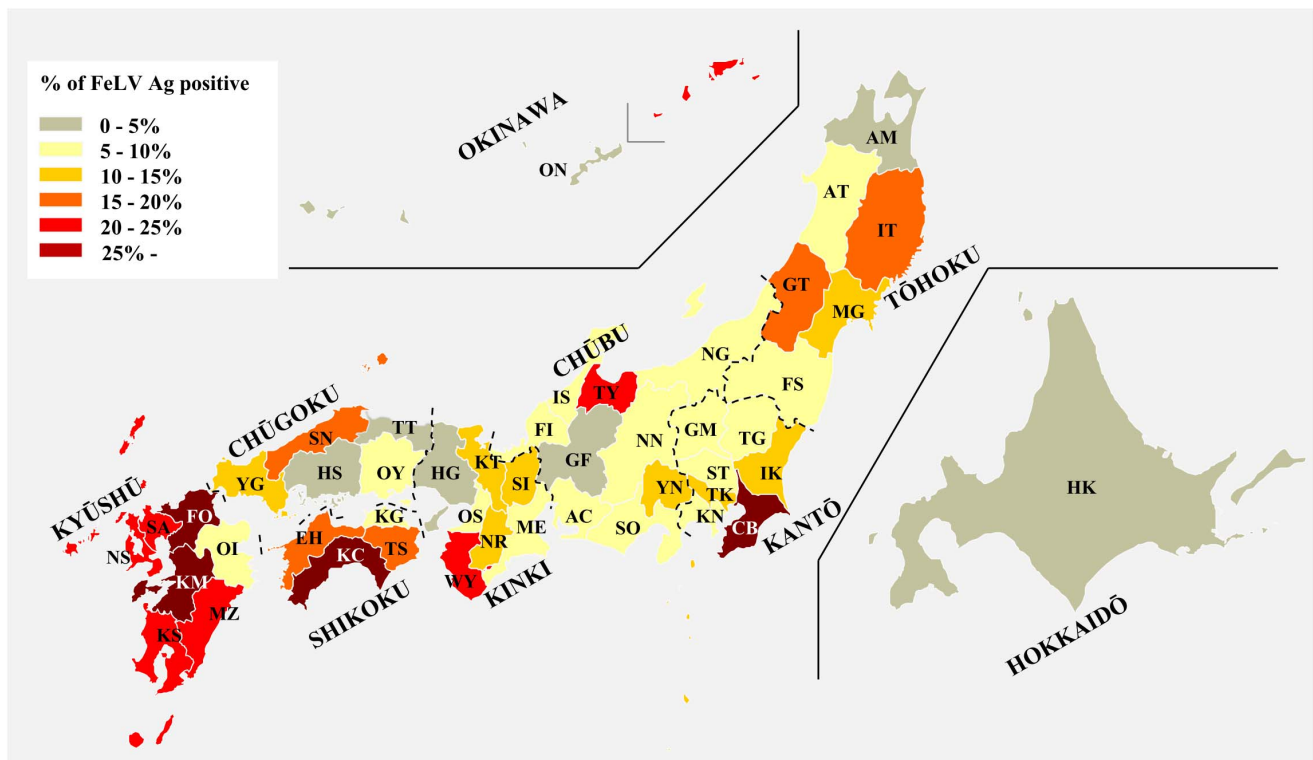 % of FeLV Ag positive
0 - 5%
5 - 10%
10 - 15%
15 - 20%
20 - 25%
25% -
OKINAWA
ON
AM
AT
IT
GT
TŌHOKU
MG
CHŪBU
NG
FS
IS
TY
FI
NN
GM
TG
GF
ST
IK
YN
TK
KN
CB
KANTŌ
AC
SO
CHŪGOKU
SN
TT
HS
OY
HG
YG
KT
SI
OS
ME
NR
WY
KINKI
KYŪSHŪ
FO
SA
NS
OI
KM
MZ
KS
KG
EH
KC
TS
SHIKOKU
HK
HOKKAIDŌ